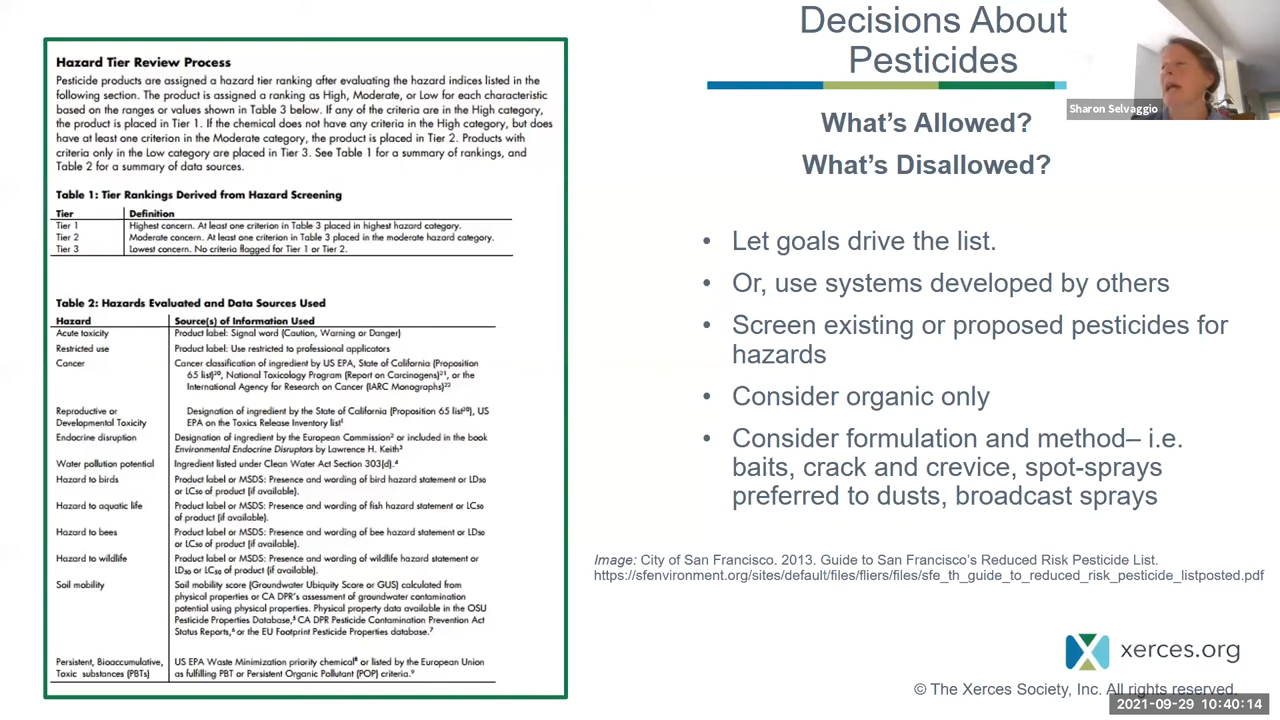 Hazard Tier Review Process
Pesticide products are assigned a hazard tier ranking after evaluating the hazard indices listed in the
following section. The product is assigned a ranking as High, Moderate, or Low for each characteristic
based on the ranges or values shown in Table 3 below. If any of the criteria are in the High category,
the product is placed in Tier 1. If the chemical does not have any criteria in the High category, but does
have at least one criterion in the Moderate category, the product is placed in Tier 2. Products with
criteria only in the Low category are placed in Tier 3. See Table 1 for a summary of rankings, and
Table 2 for a summary of data sources.
Table 1: Tier Rankings Derived from Hazard Screening
Tier Definition
Tier 1 Highest concern. At least one criterion in Table 3 placed in highest hazard category.
Tier 2 Moderate concern. At least one criterion in Table 3 placed in the moderate hazard category.
Tier 3 Lowest concern. No criteria flagged for Tier 1 or Tier 2.
Table 2: Hazards Evaluated and Data Sources Used
Hazard Source(s) of Information Used
Acute toxicity Product label: Signal word (Caution, Warning or Danger)
Restricted use Product label: Use restricted to professional applicators
Cancer Cancer classification of ingredient by US EPA, State of California (Proposition
65 list)²⁰, National Toxicology Program (Report on Carcinogens)²¹, or the
International Agency for Research on Cancer (IARC Monographs)²²
Reproductive or Designation of ingredient by the State of California (Proposition 65 list²⁰), US
Developmental Toxicity EPA on the Toxics Release Inventory list¹
Endocrine disruption Designation of ingredient by the European Commission² or included in the book
Environmental Endocrine Disruptors by Lawrence H. Keith³
Water pollution potential Ingredient listed under Clean Water Act Section 303(d).⁴
Hazard to birds Product label or MSDS: Presence and wording of bird hazard statement or LD50
or LC50 of product (if available).
Hazard to aquatic life Product label or MSDS: Presence and wording of fish hazard statement or LC50
of product (if available).
Hazard to bees Product label or MSDS: Presence and wording of bee hazard statement or LD50
or LC50 of product (if available).
Hazard to wildlife Product label or MSDS: Presence and wording of wildlife hazard statement or
LD50 or LC50 of product (if available).
Soil mobility Soil mobility score (Groundwater Ubiquity Score or GUS) calculated from
physical properties or CA DPR's assessment of groundwater contamination
potential using physical properties. Physical property data available in the OSU
Pesticide Properties Database,⁵ CA DPR Pesticide Contamination Prevention Act
Status Reports,⁶ or the EU Footprint Pesticide Properties database.⁷
Persistent, Bioaccumulative, US EPA Waste Minimization priority chemical⁸ or listed by the European Union
Toxic substances (PBTs) as fulfilling PBT or Persistent Organic Pollutant (POP) criteria.⁹
Decisions About
Pesticides
Sharon Selvaggio
What's Allowed?
What's Disallowed?
• Let goals drive the list.
• Or, use systems developed by others
• Screen existing or proposed pesticides for
hazards
• Consider organic only
• Consider formulation and method– i.e.
baits, crack and crevice, spot-sprays
preferred to dusts, broadcast sprays
Image: City of San Francisco. 2013. Guide to San Francisco's Reduced Risk Pesticide List.
https://sfenvironment.org/sites/default/files/fliers/files/sfe_th_guide_to_reduced_risk_pesticide_listposted.pdf
xerces.org
© The Xerces Society, Inc. All rights reserved.
2021-09-29 10:40:14